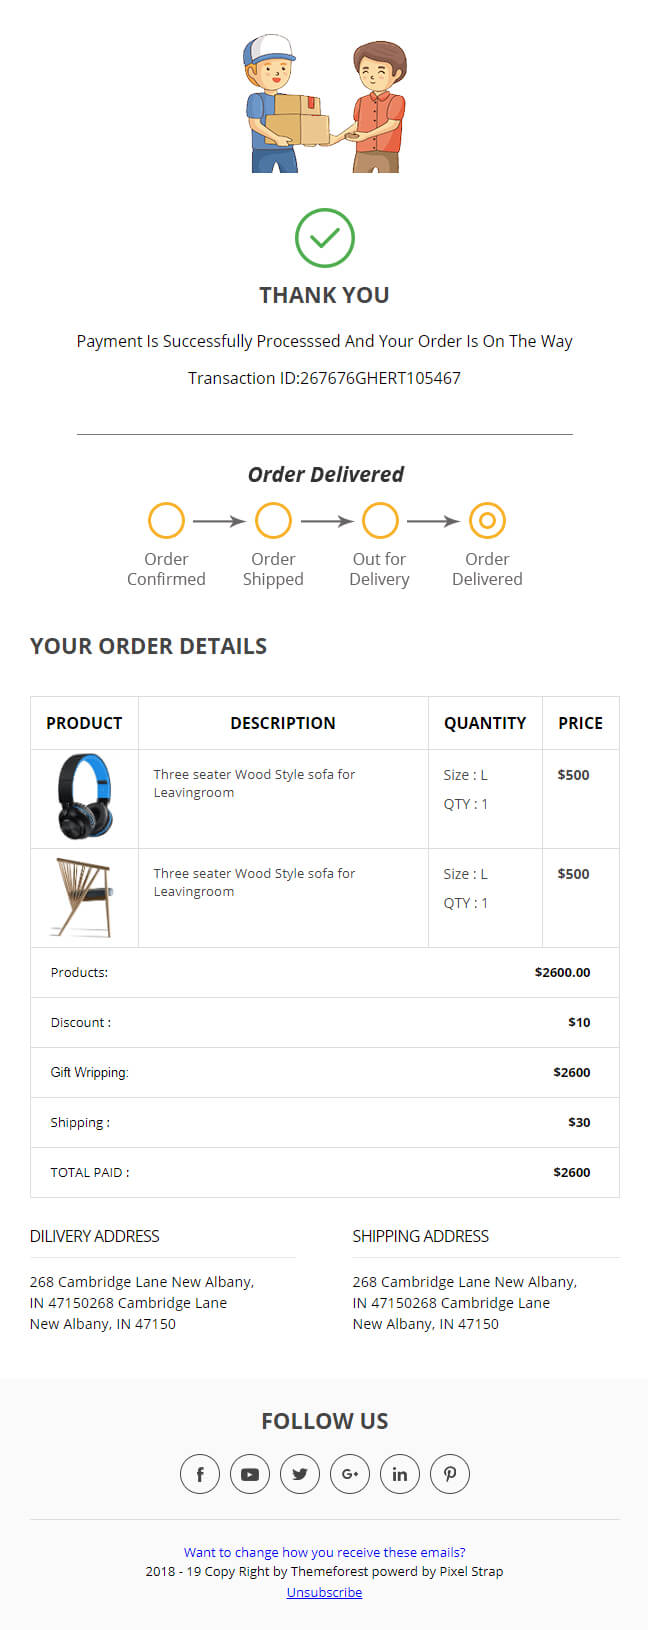 THANK YOU
Payment Is Successfully Processsed And Your Order Is On The Way
Transaction ID:267676GHERT105467
Order Delivered
Order Confirmed
Order Shipped
Out for Delivery
Order Delivered
YOUR ORDER DETAILS
PRODUCT DESCRIPTION QUANTITY PRICE
Three seater Wood Style sofa for
Leavingroom
Size : L
QTY : 1
$500
Three seater Wood Style sofa for
Leavingroom
Size : L
QTY : 1
$500
Products: $2600.00
Discount : $10
Gift Wripping: $2600
Shipping : $30
TOTAL PAID : $2600
DILIVERY ADDRESS
268 Cambridge Lane New Albany,
IN 47150268 Cambridge Lane
New Albany, IN 47150
SHIPPING ADDRESS
268 Cambridge Lane New Albany,
IN 47150268 Cambridge Lane
New Albany, IN 47150
FOLLOW US
Want to change how you receive these emails?
2018 - 19 Copy Right by Themeforest powerd by Pixel Strap
Unsubscribe